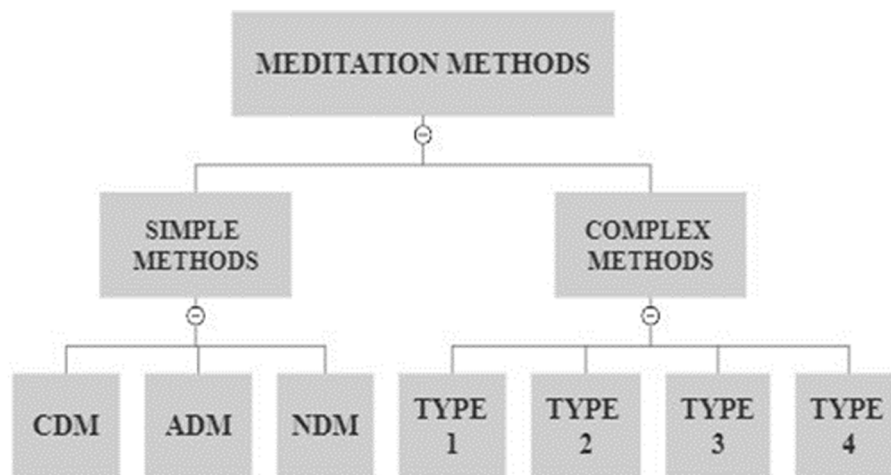 MEDITATION METHODS
SIMPLE
METHODS
COMPLEX
METHODS
CDM
ADM
NDM
TYPE
1
TYPE
2
TYPE
3
TYPE
4